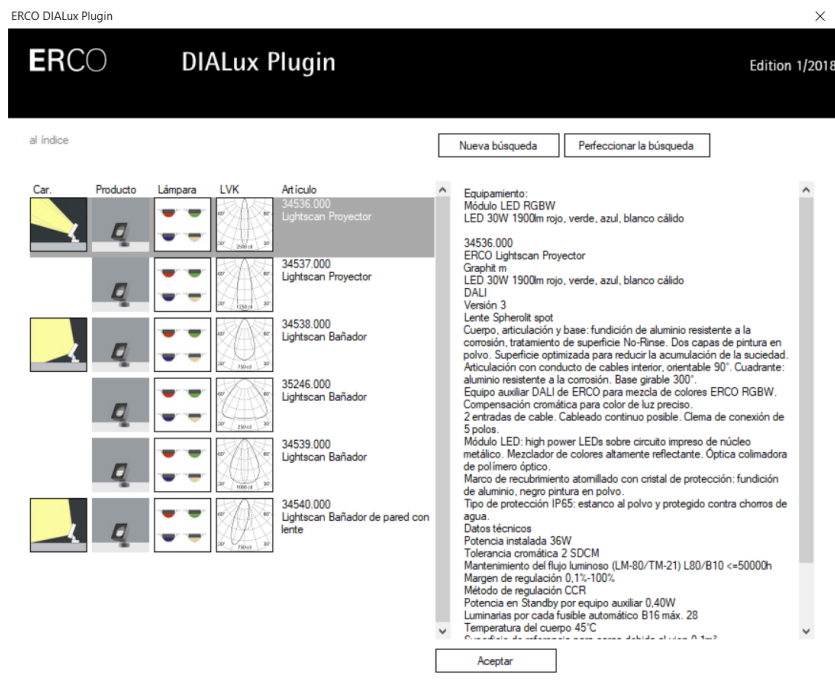 ERCO DIALux Plugin
ERCO
DIALux Plugin
Edition 1/2018
al índice
Nueva búsqueda
Perfeccionar la búsqueda
Car.
Producto
Lámpara
LVK
Artículo
34536.000
Lightscan Proyector
34537.000
Lightscan Proyector
34538.000
Lightscan Bañador
35246.000
Lightscan Bañador
34539.000
Lightscan Bañador
34540.000
Lightscan Bañador de pared con
lente
Equipamiento:
Módulo LED RGBW
LED 30W 1900lm rojo, verde, azul, blanco cálido
34536.000
ERCO Lightscan Proyector
Graphit m
LED 30W 1900lm rojo, verde, azul, blanco cálido
DALI
Versión 3
Lente Spherolit spot
Cuerpo, articulación y base: fundición de aluminio resistente a la
corrosión, tratamiento de superficie No-Rinse. Dos capas de pintura en
polvo. Superficie optimizada para reducir la acumulación de la suciedad.
Articulación con conducto de cables interior, orientable 90°. Cuadrante:
aluminio resistente a la corrosión. Base girable 300°.
Equipo auxiliar DALI de ERCO para mezcla de colores ERCO RGBW.
Compensación cromática para color de luz preciso.
2 entradas de cable. Cableado continuo posible. Clema de conexión de
5 polos.
Módulo LED: high power LEDs sobre circuito impreso de núcleo
metálico. Mezclador de colores altamente reflectante. Óptica colimadora
de polímero óptico.
Marco de recubrimiento atornillado con cristal de protección: fundición
de aluminio, negro pintura en polvo.
Tipo de protección IP65: estanco al polvo y protegido contra chorros de
agua.
Datos técnicos
Potencia instalada 36W
Tolerancia cromática 2 SDCM
Mantenimiento del flujo luminoso (LM-80/TM-21) L80/B10 <=50000h
Margen de regulación 0,1%-100%
Método de regulación CCR
Potencia en Standby por equipo auxiliar 0,40W
Luminarias por cada fusible automático B16 máx. 28
Temperatura del cuerpo 45°C
Aceptar